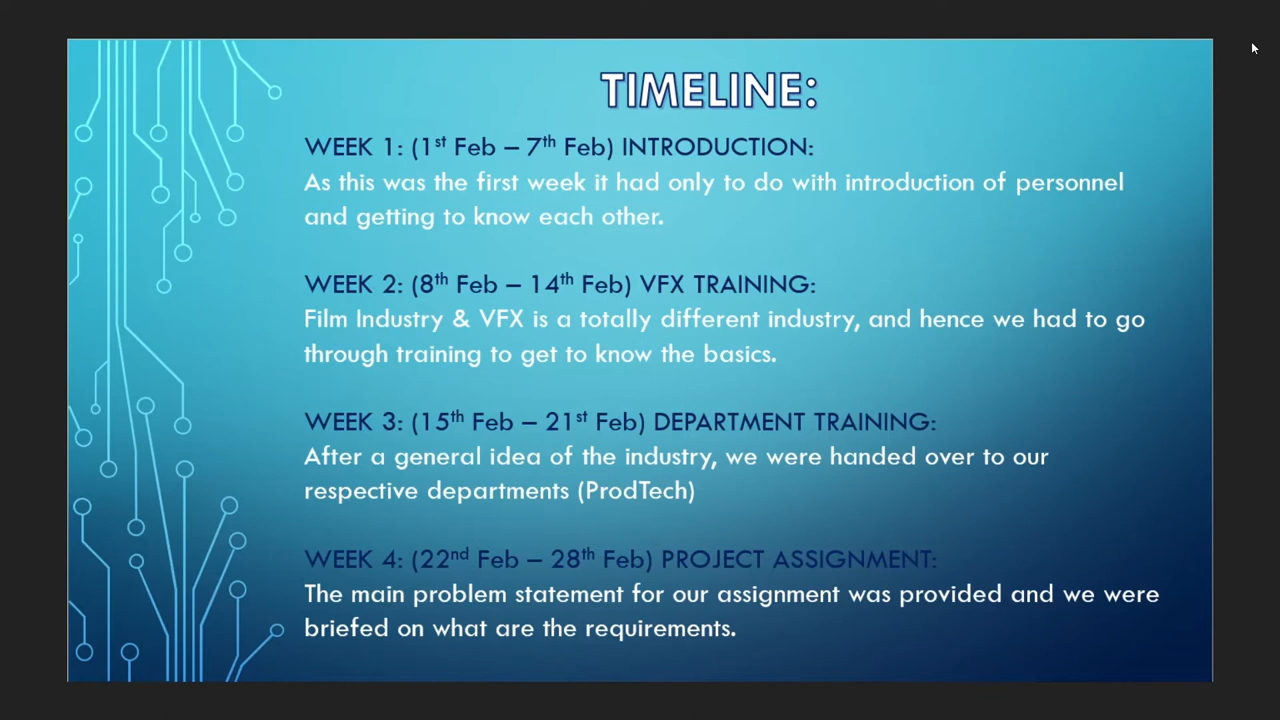 TIMELINE:
WEEK 1: (1st Feb – 7th Feb) INTRODUCTION:
As this was the first week it had only to do with introduction of personnel
and getting to know each other.
WEEK 2: (8th Feb – 14th Feb) VFX TRAINING:
Film Industry & VFX is a totally different industry, and hence we had to go
through training to get to know the basics.
WEEK 3: (15th Feb – 21st Feb) DEPARTMENT TRAINING:
After a general idea of the industry, we were handed over to our
respective departments (ProdTech)
WEEK 4: (22nd Feb – 28th Feb) PROJECT ASSIGNMENT:
The main problem statement for our assignment was provided and we were
briefed on what are the requirements.